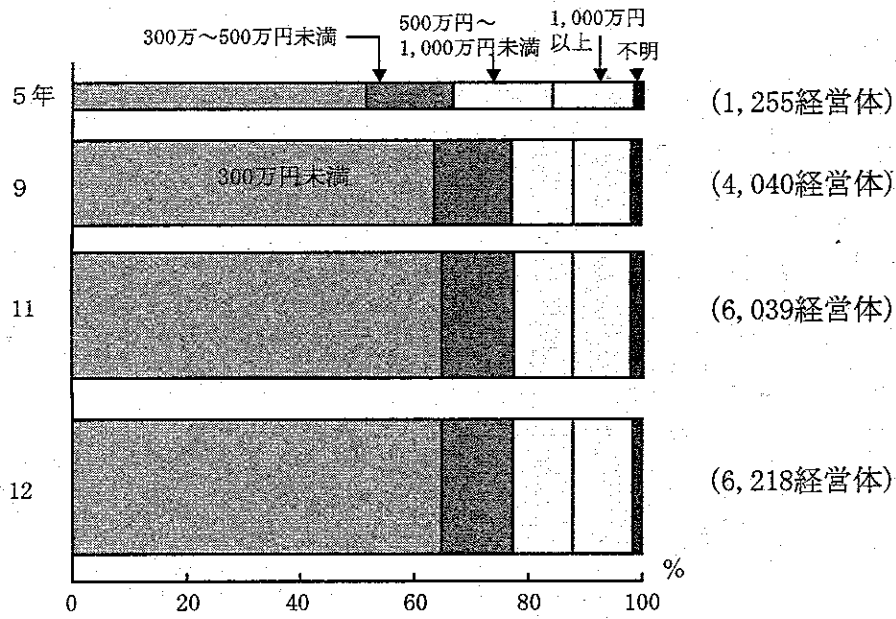 300万～500万円未満
500万円～
1,000万円未満
1,000万円
以上
不明
5年
(1,255経営体)
9
300万円未満
(4,040経営体)
11
(6,039経営体)
12
(6,218経営体)
%
0 20 40 60 80 100